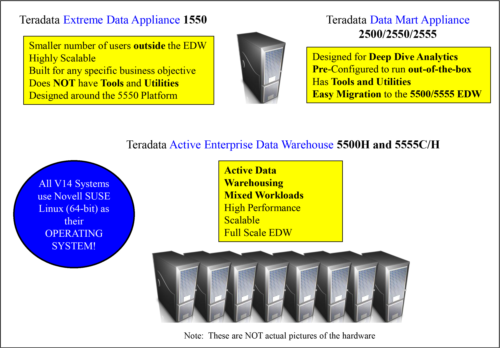 Teradata Extreme Data Appliance 1550
Smaller number of users outside the EDW
Highly Scalable
Built for any specific business objective
Does NOT have Tools and Utilities
Designed around the 5550 Platform
Teradata Data Mart Appliance
2500/2550/2555
Designed for Deep Dive Analytics
Pre-Configured to run out-of-the-box
Has Tools and Utilities
Easy Migration to the 5500/5555 EDW
Teradata Active Enterprise Data Warehouse 5500H and 5555C/H
All V14 Systems
use Novell SUSE
Linux (64-bit) as
their
OPERATING
SYSTEM!
Active Data
Warehousing
Mixed Workloads
High Performance
Scalable
Full Scale EDW
Note: These are NOT actual pictures of the hardware